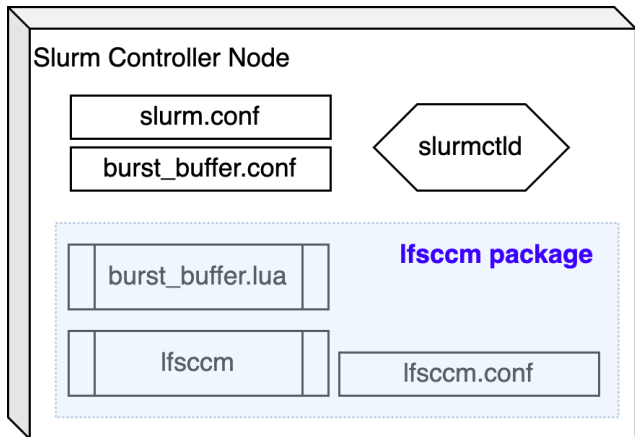 Slurm Controller Node
slurm.conf
slurmctld
burst_buffer.conf
lfsccm package
burst_buffer.lua
lfsccm
lfsccm.conf